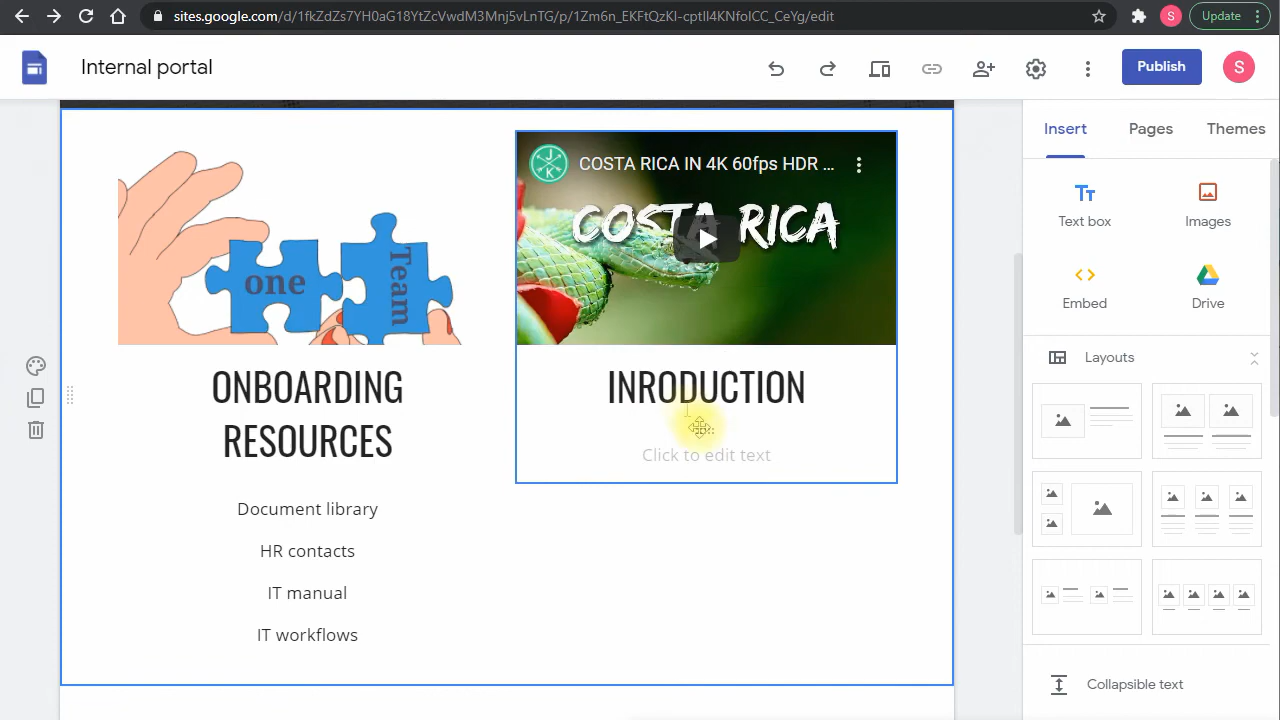 sites.google.com/d/1fkZdZs7YH0aG18YtZcVwdM3Mnj5vLnTG/p/1Zm6n_EKFtQzKI-cptIl4KNfolCC_CeYg/edit
S
Update
Internal portal
Publish
S
Insert
Pages
Themes
Text box
Images
Embed
Drive
Layouts
Collapsible text
one
Team
ONBOARDING
RESOURCES
Document library
HR contacts
IT manual
IT workflows
JK
COSTA RICA IN 4K 60fps HDR ...
COSTA RICA
INRODUCTION
Click to edit text